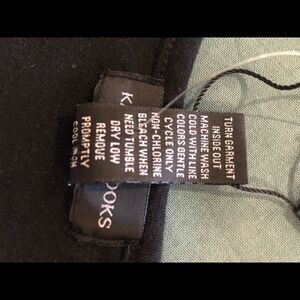 TURN GARMENT
INSIDE OUT
MACHINE WASH
COLD WITH LIKE
COLORS GENTLE
CYCLE ONLY
NON-CHLORINE
BLEACH WHEN
NEED TUMBLE
DRY LOW
REMOVE
PROMPTLY
COOL IRON
K OOKS